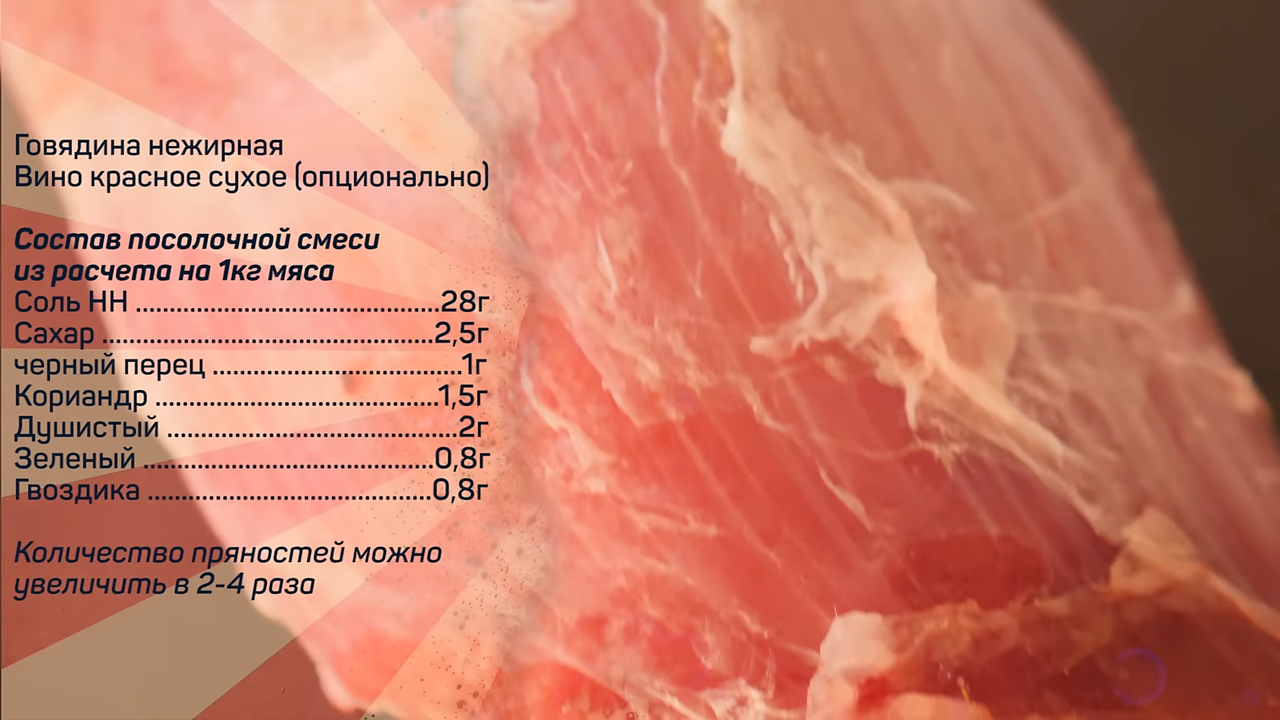 Говядина нежирная
Вино красное сухое (опционально)
Состав посолочной смеси
из расчета на 1кг мяса
Соль НН .............................................28г
Сахар .................................................2,5г
черный перец .....................................1г
Кориандр ..........................................1,5г
Душистый ...........................................2г
Зеленый ...........................................0,8г
Гвоздика ..........................................0,8г
Количество пряностей можно
увеличить в 2-4 раза